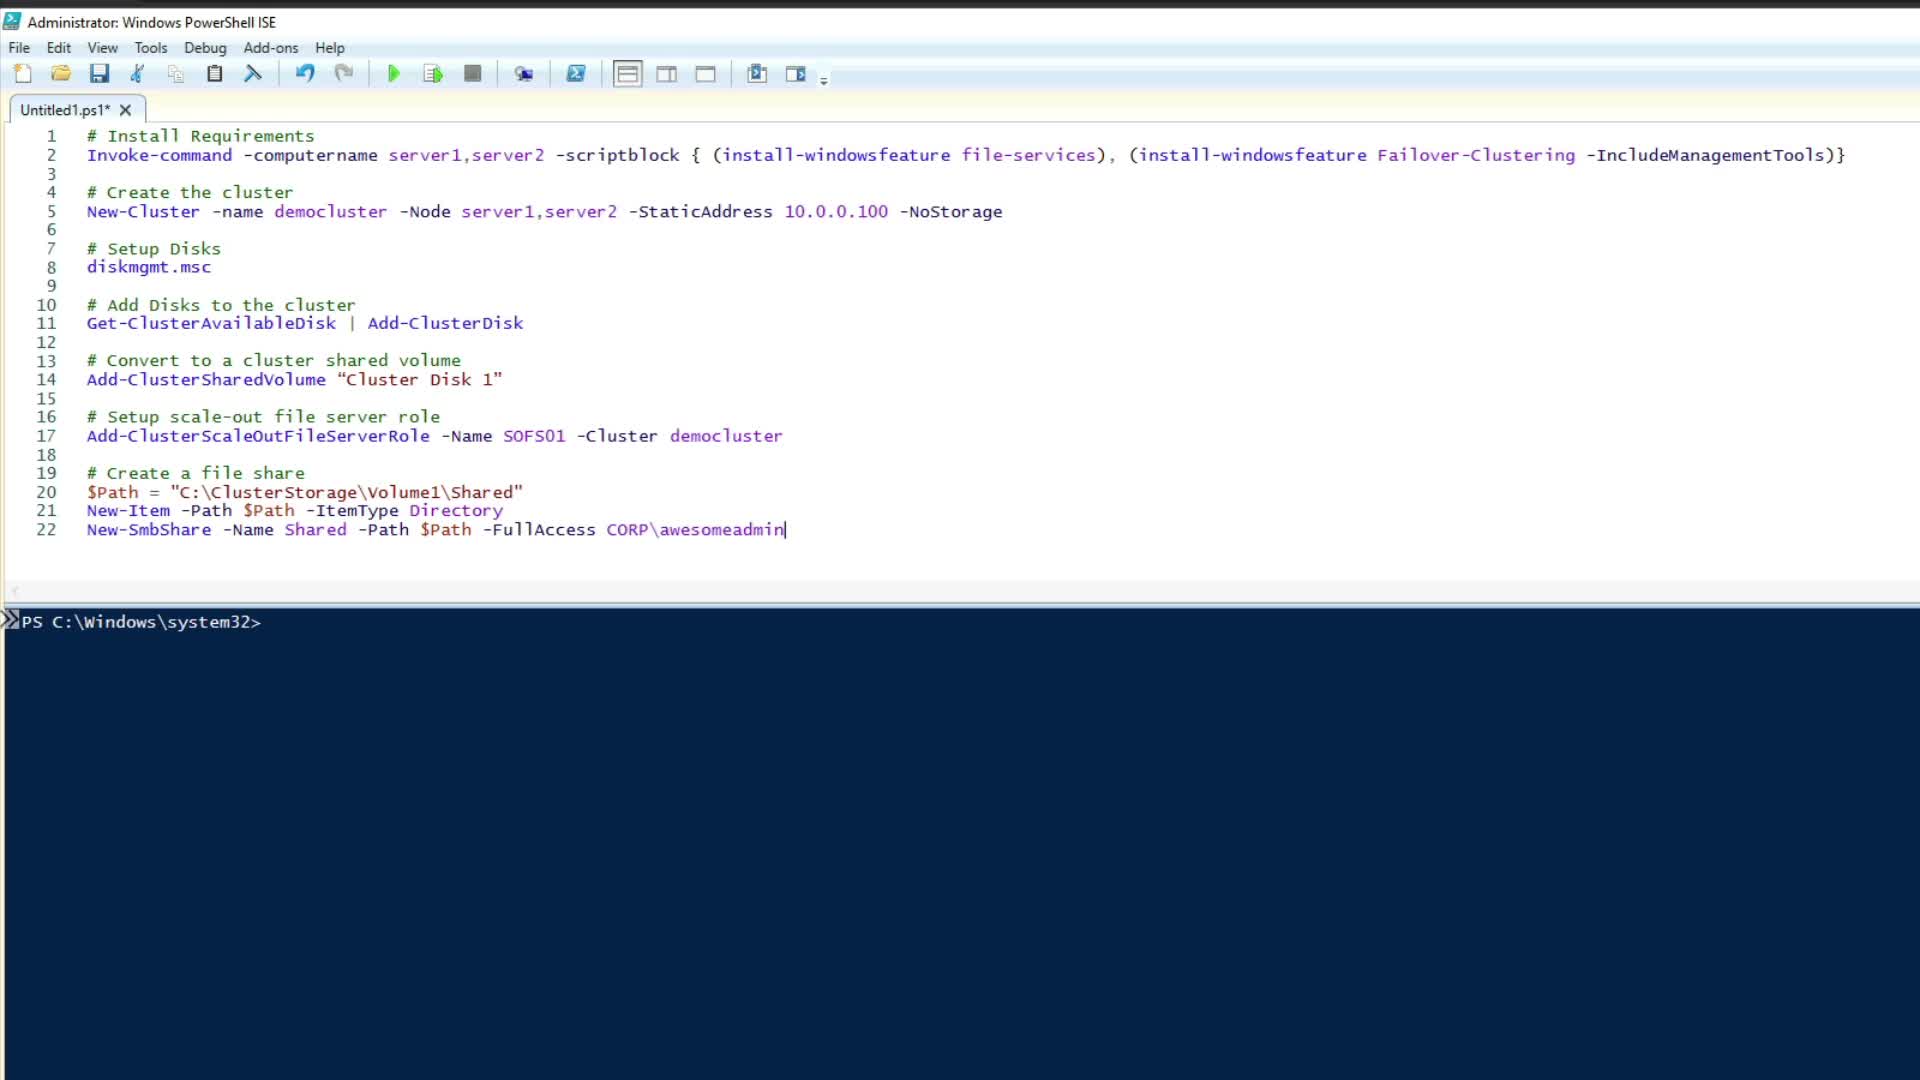 Administrator: Windows PowerShell ISE
File Edit View Tools Debug Add-ons Help
Untitled1.ps1*
1 # Install Requirements
2 Invoke-command -computername server1,server2 -scriptblock { (install-windowsfeature file-services), (install-windowsfeature Failover-Clustering -IncludeManagementTools)}
3
4 # Create the cluster
5 New-Cluster -name democluster -Node server1,server2 -StaticAddress 10.0.0.100 -NoStorage
6
7 # Setup Disks
8 diskmgmt.msc
9
10 # Add Disks to the cluster
11 Get-ClusterAvailableDisk | Add-ClusterDisk
12
13 # Convert to a cluster shared volume
14 Add-ClusterSharedVolume “Cluster Disk 1”
15
16 # Setup scale-out file server role
17 Add-ClusterScaleOutFileServerRole -Name SOFS01 -Cluster democluster
18
19 # Create a file share
20 $Path = "C:\ClusterStorage\Volume1\Shared"
21 New-Item -Path $Path -ItemType Directory
22 New-SmbShare -Name Shared -Path $Path -FullAccess CORP\awesomeadmin
PS C:\Windows\system32>